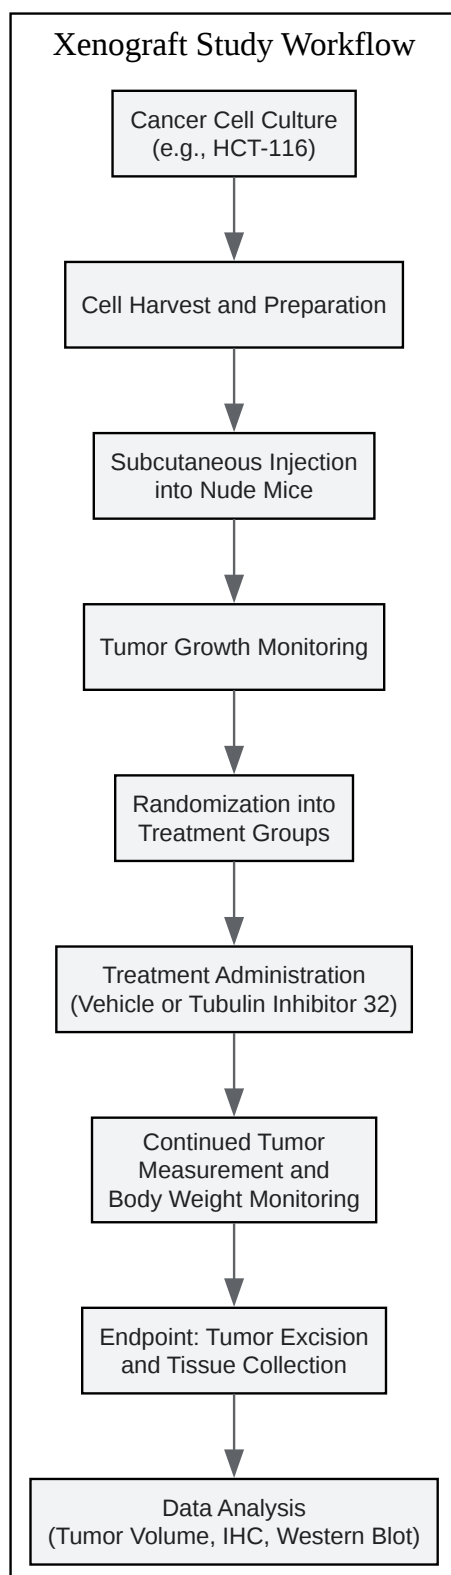 Xenograft Study Workflow
Cancer Cell Culture
(e.g., HCT-116)
Cell Harvest and Preparation
Subcutaneous Injection
into Nude Mice
Tumor Growth Monitoring
Randomization into
Treatment Groups
Treatment Administration
(Vehicle or Tubulin Inhibitor 32)
Continued Tumor
Measurement and
Body Weight Monitoring
Endpoint: Tumor Excision
and Tissue Collection
Data Analysis
(Tumor Volume, IHC, Western Blot)